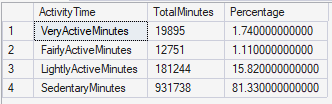 ActivityTime TotalMinutes Percentage
1 VeryActiveMinutes 19895 1.740000000000
2 FairlyActiveMinutes 12751 1.110000000000
3 LightlyActiveMinutes 181244 15.820000000000
4 SedentaryMinutes 931738 81.330000000000